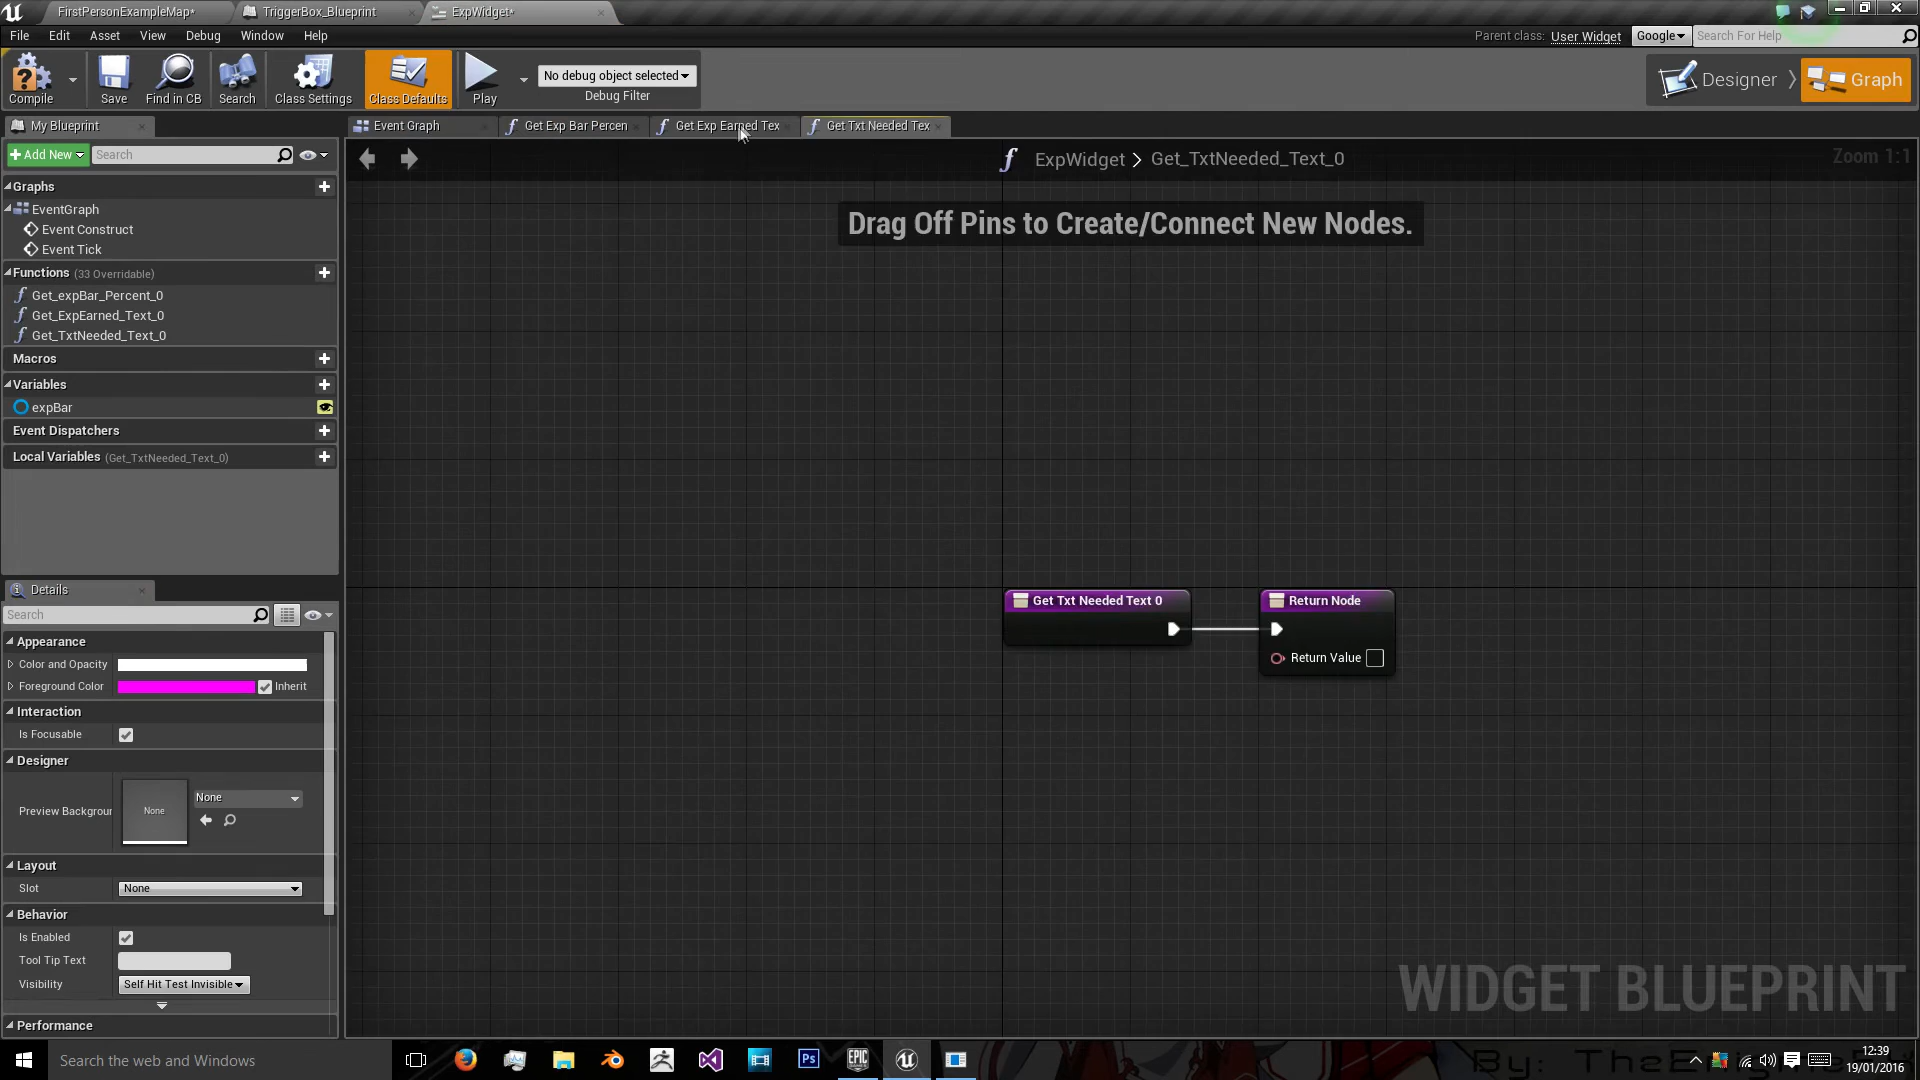 FirstPersonExampleMap*
TriggerBox_Blueprint
ExpWidget*
File Edit Asset View Debug Window Help
Parent class: User Widget Google Search For Help
Compile
Save
Find in CB
Search
Class Settings
Class Defaults
Play
No debug object selected
Debug Filter
Designer
Graph
My Blueprint
Event Graph
Get Exp Bar Percen
Get Exp Earned Tex
Get Txt Needed Tex
Add New Search
ExpWidget > Get_TxtNeeded_Text_0
Zoom 1:1
Drag Off Pins to Create/Connect New Nodes.
Graphs
EventGraph
Event Construct
Event Tick
Functions (33 Overridable)
Get_expBar_Percent_0
Get_ExpEarned_Text_0
Get_TxtNeeded_Text_0
Macros
Variables
expBar
Event Dispatchers
Local Variables (Get_TxtNeeded_Text_0)
Get Txt Needed Text 0
Return Node
Return Value
Details
Search
Appearance
Color and Opacity
Foreground Color Inherit
Interaction
Is Focusable
Designer
Preview Backgrour
None
None
Layout
Slot None
Behavior
Is Enabled
Tool Tip Text
Visibility Self Hit Test Invisible
Performance
WIDGET BLUEPRINT
Search the web and Windows
Ps
EPIC
12:39
19/01/2016